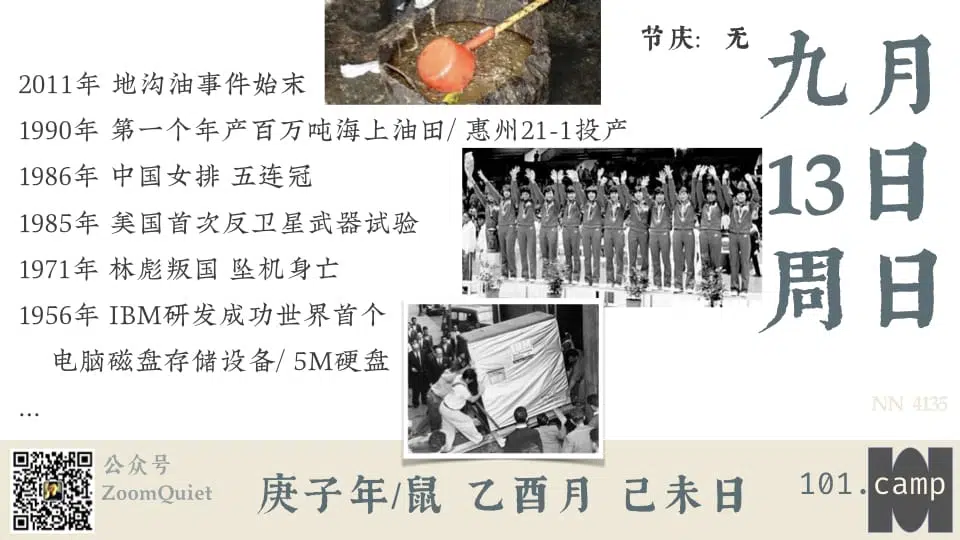 节庆: 无
九月
13日
周日
2011年 地沟油事件始末
1990年 第一个年产百万吨海上油田/ 惠州21-1投产
1986年 中国女排 五连冠
1985年 美国首次反卫星武器试验
1971年 林彪叛国 坠机身亡
1956年 IBM研发成功世界首个
电脑磁盘存储设备/ 5M硬盘
...
NN 4135
公众号
ZoomQuiet
庚子年/鼠 乙酉月 己未日
101.camp
IBM